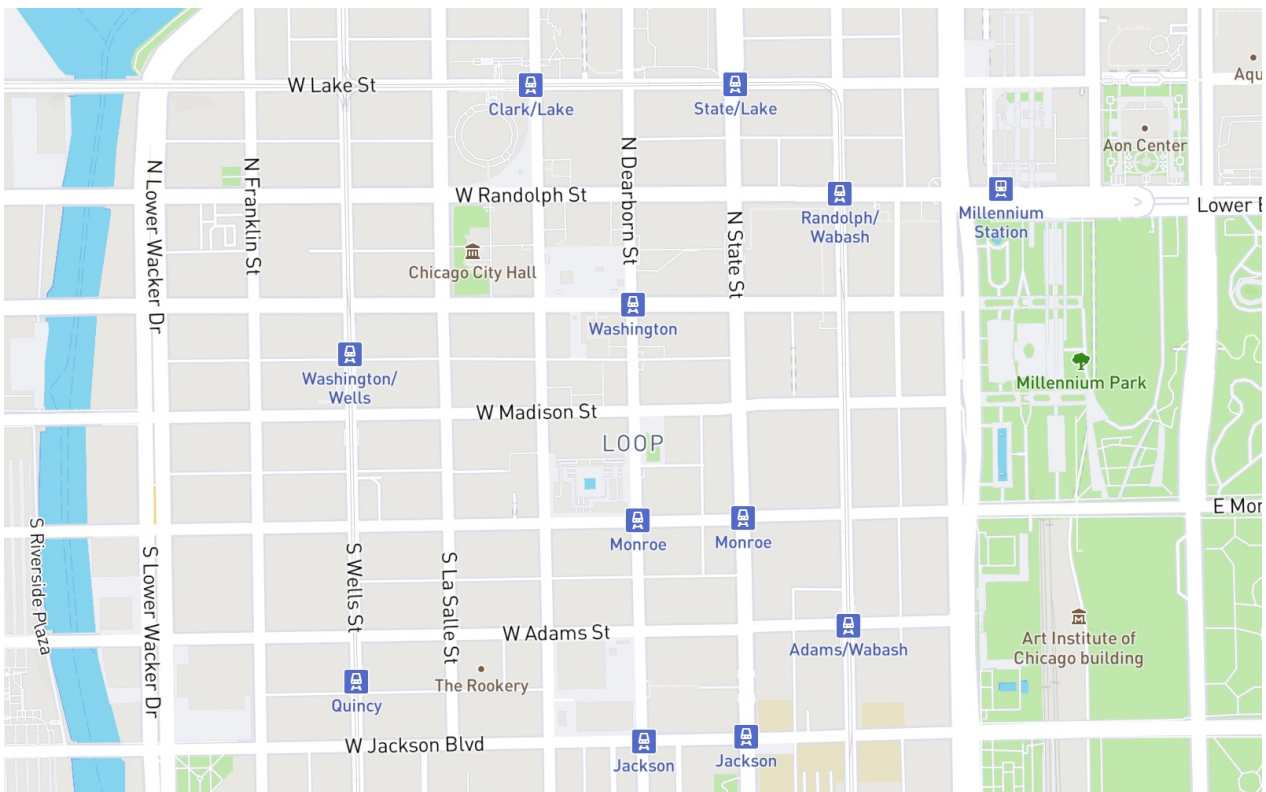 W Lake St
Clark/Lake
State/Lake
Aqu
Aon Center
N Lower Wacker Dr
N Franklin St
N Dearborn St
W Randolph St
Randolph/
Wabash
Millennium
Station
Lower E
N State St
Chicago City Hall
Washington
Washington/
Wells
Millennium Park
W Madison St
LOOP
E Mon
S Riverside Plaza
S Lower Wacker Dr
S Wells St
S La Salle St
Monroe
Monroe
W Adams St
Adams/Wabash
Art Institute of
Chicago building
The Rookery
Quincy
W Jackson Blvd
Jackson
Jackson